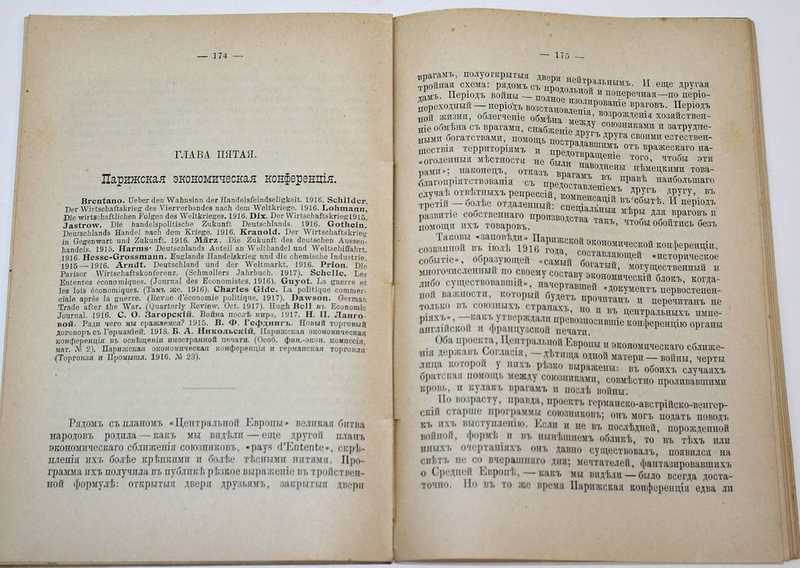 — 174 —
ГЛАВА ПЯТАЯ.
Парижская экономическая конференція.
Brentano. Ueber den Wahnsinn der Handelsfeindseligkeit. 1916. Schilder.
Der Wirtschaftskrieg des Vierverbandes nach dem Weltkriege. 1916. Lohmann.
Die wirtschaftlichen Folgen des Weltkrieges. 1916. Dix. Der Wirtschaftskrieg 1915.
Jastrow. Die handelspolitische Zukunft Deutschlands. 1916. Gothein.
Deutschlands Handel nach dem Kriege. 1916. Kranold. Der Wirtschaftskrieg
in Gegenwart und Zukunft. 1916. März. Die Zukunft des deutschen Aussen-
handels. 1915. Harms. Deutschlands Anteil an Welthandel und Weltschiffahrt.
1916. Hesse-Grossmann. Englands Handelskrieg und die chemische Industrie.
1915—1916. Arndt. Deutschland und der Weltmarkt. 1916. Prion. Die
Pariser Wirtschaftskonferenz. (Schmollers Jahrbuch. 1917). Schelle. Les
Ententes économiques. (Journal des Economistes. 1916). Guyot. La guerre et
les lois économiques. (Тамъ же. 1916). Charles Gide. La politique commer-
ciale après la guerre. (Revue d'économie politique. 1917). Dawson. German
Trade after the War. (Quarterly Review. Oct. 1917). Hugh Bell въ Economic
Journal. 1916. С. О. Загорскій. Война послѣ мира. 1917. Н. П. Ланго-
вой. Ради чего мы сражаемся? 1915. В. Ф. Гефдингъ. Новый торговый
договоръ съ Германіей. 1918. Б. А. Никольскій. Парижская экономическая
конференція въ освѣщеніи иностранной печати. (Особ. фин.-экон. комиссія,
мат. № 2). Парижская экономическая конференція и германская торговля
(Торговля и Промышл. 1916. № 23).
Рядомъ съ планомъ «Центральной Европы» великая битва
народовъ родила — какъ мы видѣли — еще другой планъ
экономическаго сближенія союзниковъ, «pays d'Entente», скрѣ-
пленія ихъ болѣе крѣпкими и болѣе тѣсными нитями. Про-
грамма ихъ получила въ публикѣ рѣзкое выраженіе въ тройствен-
ной формулѣ: открытыя двери друзьямъ, закрытыя двери
— 175 —
врагамъ, полуоткрытыя двери нейтральнымъ. И еще другая
тройная схема: рядомъ съ продольной и поперечная — по періо-
дамъ. Періодъ войны — полное изолированіе враговъ. Періодъ
переходный — періодъ возстановленія, возрожденія хозяйствен-
ной жизни, облегченіе обмѣна между союзниками и затрудне-
ніе обмѣна съ врагами, снабженіе другъ друга своими естествен-
ными богатствами, помощь пострадавшимъ отъ вражескаго на-
шествія территоріямъ и предотвращеніе того, чтобы эти
«оголенныя мѣстности не были наводнены нѣмецкими това-
рами»; наконецъ, отказъ врагамъ въ правѣ наибольшаго
благопріятствованія съ предоставленіемъ другъ другу, въ
случаѣ отвѣтныхъ репрессій, компенсацій въ сбытѣ. И періодъ
третій — болѣе отдаленный: спеціальныя мѣры для враговъ и
развитіе собственнаго производства такъ, чтобы обойтись безъ
помощи ихъ товаровъ.
Таковы «заповѣди» Парижской экономической конференціи,
созванной въ іюлѣ 1916 года, составляющей «историческое
событіе», образующей «самый богатый, могущественный и
многочисленный по своему составу экономическій блокъ, когда-
либо существовавшій», начертавшей «документъ первостепен-
ной важности, который будетъ прочитанъ и перечитанъ не
только въ союзныхъ странахъ, но и въ центральныхъ импе-
ріяхъ», — какъ утверждали превозносившіе конференцію органы
англійской и французской печати.
Оба проекта, Центральной Европы и экономическаго сближе-
нія державъ Согласія, — дѣтища одной матери — войны, черты
лица которой у нихъ рѣзко выражены: въ обоихъ случаяхъ
братская помощь между союзниками, совмѣстно проливавшими
кровь, и кулакъ врагамъ и послѣ войны.
По возрасту, правда, проектъ германско-австрійско-венгер-
скій старше программы союзниковъ; онъ могъ подать поводъ
къ ихъ выступленію. Если и не въ послѣдней, порожденной
войной, формѣ и въ нынѣшнемъ обликѣ, то въ тѣхъ или
иныхъ очертаніяхъ онъ давно существовалъ, появился на
свѣтъ не со вчерашняго дня; мечтателей, фантазировавшихъ
о Средней Европѣ, — какъ мы видѣли — было всегда доста-
точно. Но въ то же время Парижская конференція едва ли